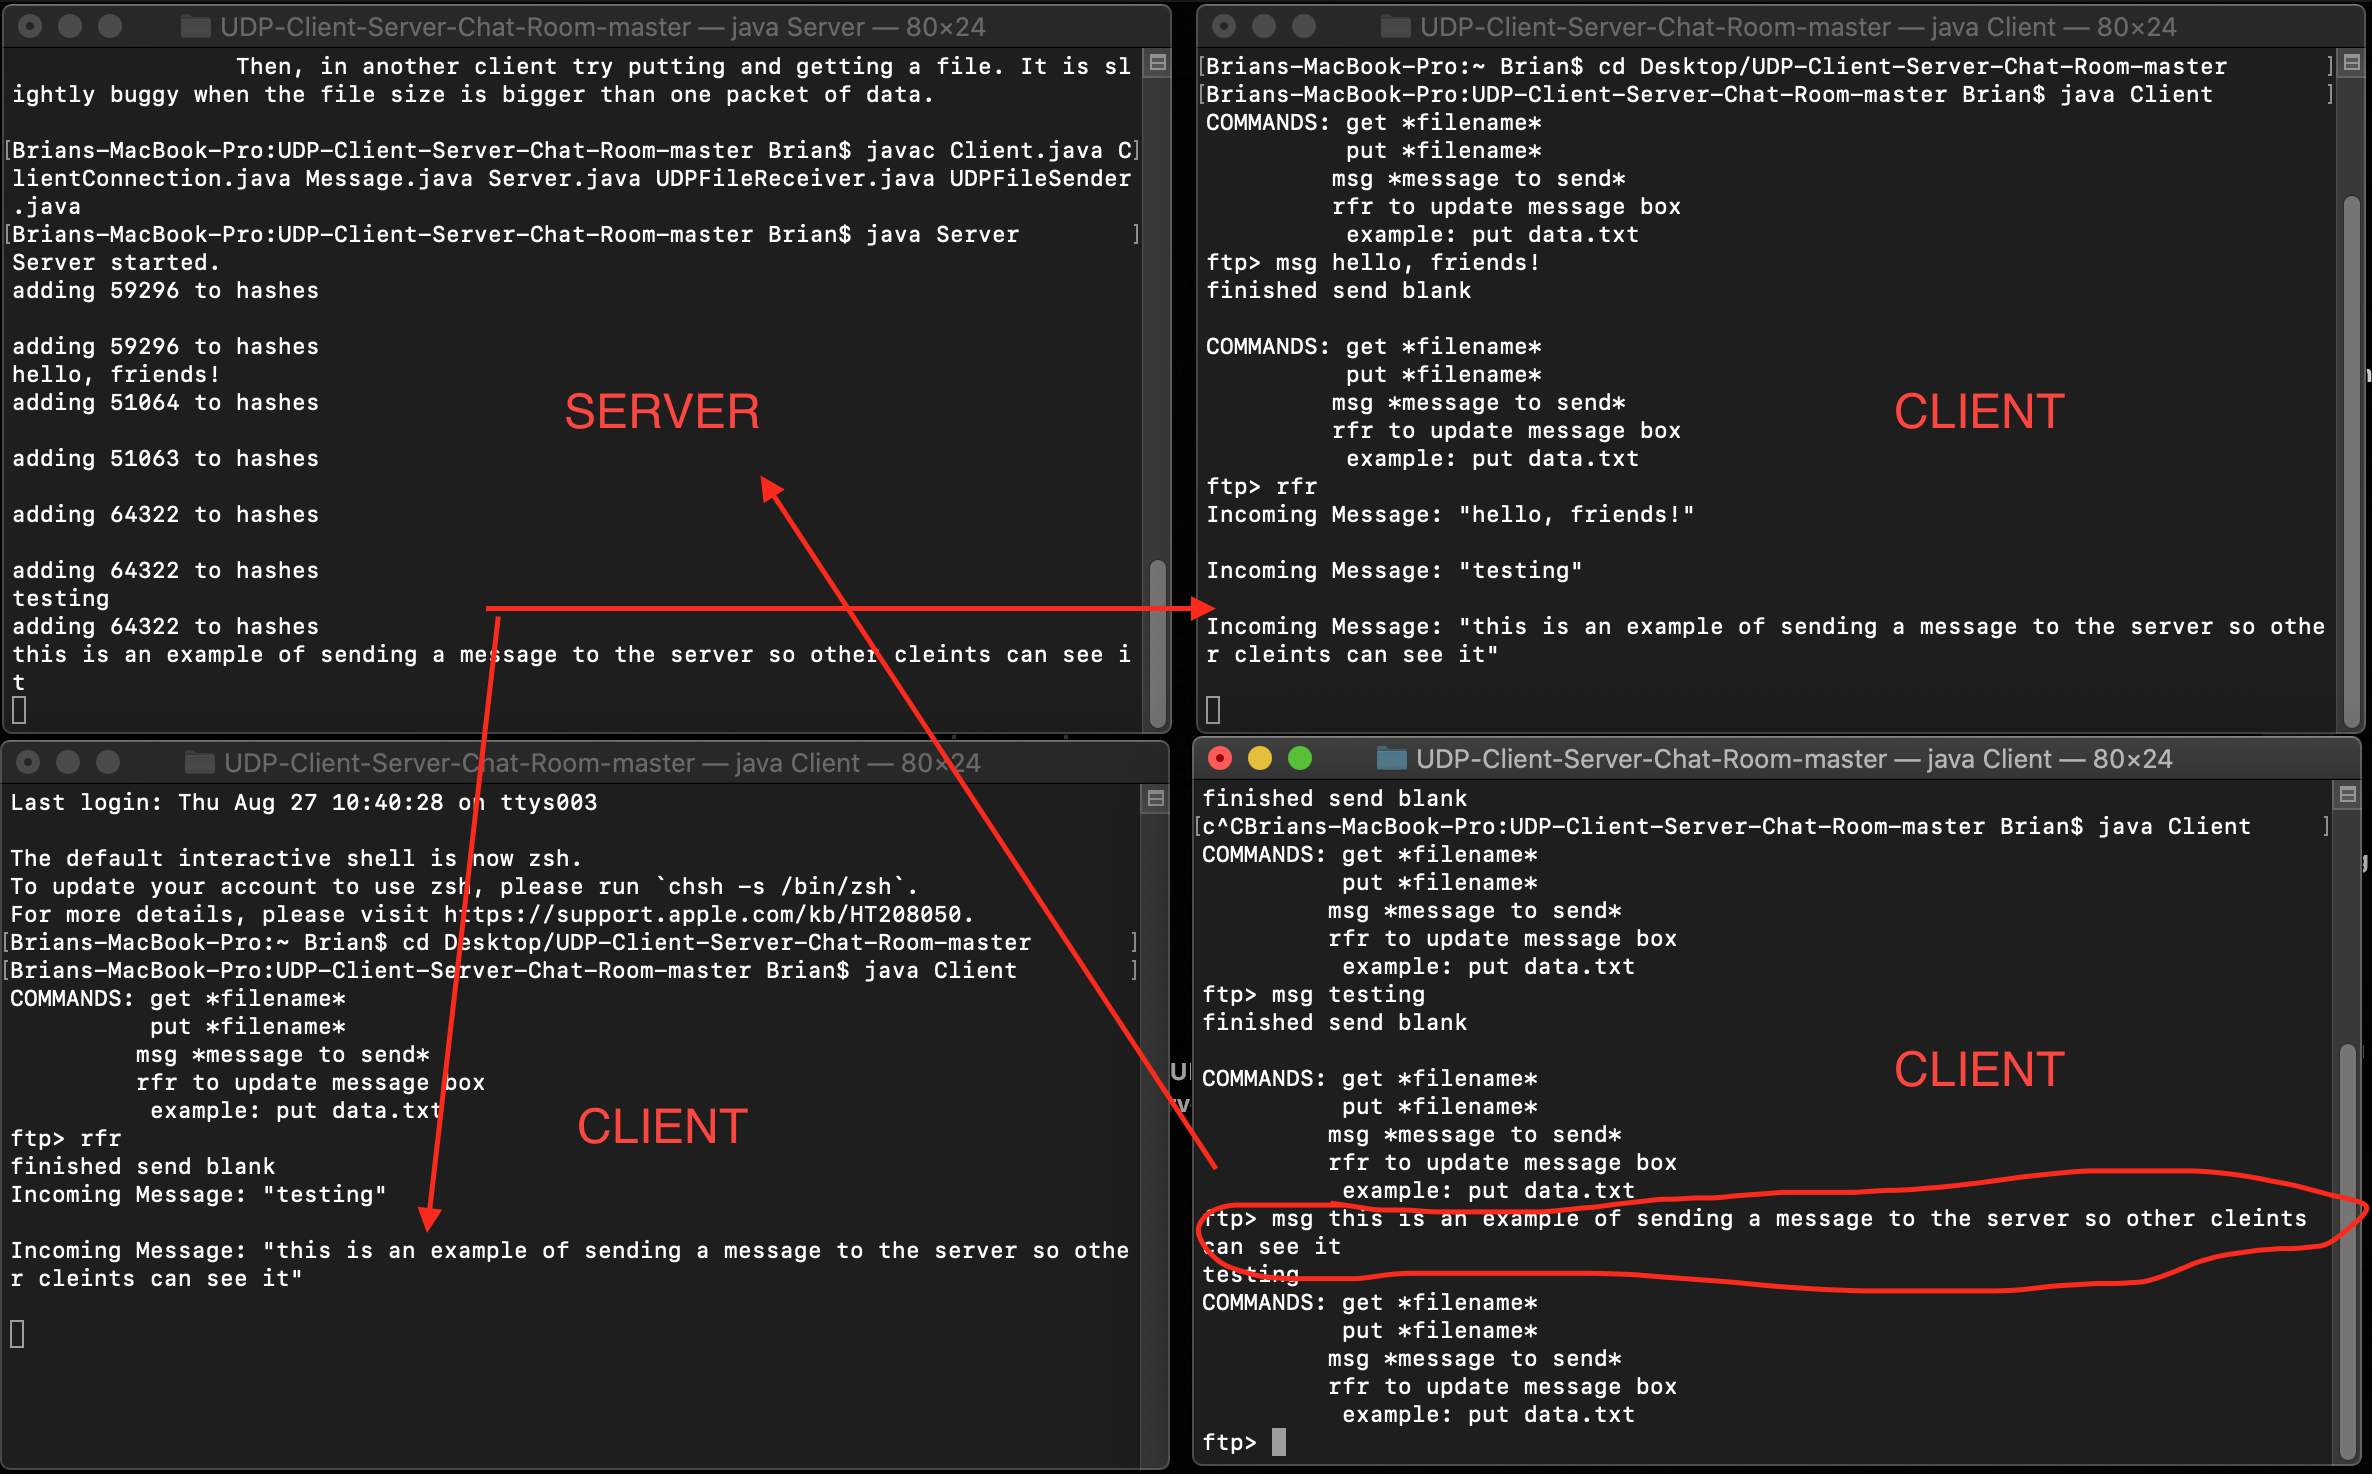 UDP-Client-Server-Chat-Room-master — java Server — 80×24
Then, in another client try putting and getting a file. It is sl
ightly buggy when the file size is bigger than one packet of data.
[Brians-MacBook-Pro:UDP-Client-Server-Chat-Room-master Brian$ javac Client.java C]
lientConnection.java Message.java Server.java UDPFileReceiver.java UDPFileSender
.java
[Brians-MacBook-Pro:UDP-Client-Server-Chat-Room-master Brian$ java Server ]
Server started.
adding 59296 to hashes
adding 59296 to hashes
hello, friends!
adding 51064 to hashes
adding 51063 to hashes
adding 64322 to hashes
adding 64322 to hashes
testing
adding 64322 to hashes
this is an example of sending a message to the server so other cleints can see i
t
SERVER
UDP-Client-Server-Chat-Room-master — java Client — 80×24
[Brians-MacBook-Pro:~ Brian$ cd Desktop/UDP-Client-Server-Chat-Room-master ]
[Brians-MacBook-Pro:UDP-Client-Server-Chat-Room-master Brian$ java Client ]
COMMANDS: get *filename*
put *filename*
msg *message to send*
rfr to update message box
example: put data.txt
ftp> msg hello, friends!
finished send blank
COMMANDS: get *filename*
put *filename*
msg *message to send*
rfr to update message box
example: put data.txt
ftp> rfr
Incoming Message: "hello, friends!"
Incoming Message: "testing"
Incoming Message: "this is an example of sending a message to the server so othe
r cleints can see it"
CLIENT
UDP-Client-Server-Chat-Room-master — java Client — 80×24
Last login: Thu Aug 27 10:40:28 on ttys003
The default interactive shell is now zsh.
To update your account to use zsh, please run `chsh -s /bin/zsh`.
For more details, please visit https://support.apple.com/kb/HT208050.
[Brians-MacBook-Pro:~ Brian$ cd Desktop/UDP-Client-Server-Chat-Room-master ]
[Brians-MacBook-Pro:UDP-Client-Server-Chat-Room-master Brian$ java Client ]
COMMANDS: get *filename*
put *filename*
msg *message to send*
rfr to update message box
example: put data.txt
ftp> rfr
finished send blank
Incoming Message: "testing"
Incoming Message: "this is an example of sending a message to the server so othe
r cleints can see it"
CLIENT
UDP-Client-Server-Chat-Room-master — java Client — 80×24
finished send blank
[c^CBrians-MacBook-Pro:UDP-Client-Server-Chat-Room-master Brian$ java Client ]
COMMANDS: get *filename*
put *filename*
msg *message to send*
rfr to update message box
example: put data.txt
ftp> msg testing
finished send blank
COMMANDS: get *filename*
put *filename*
msg *message to send*
rfr to update message box
example: put data.txt
ftp> msg this is an example of sending a message to the server so other cleints
can see it
testing
COMMANDS: get *filename*
put *filename*
msg *message to send*
rfr to update message box
example: put data.txt
ftp>
CLIENT